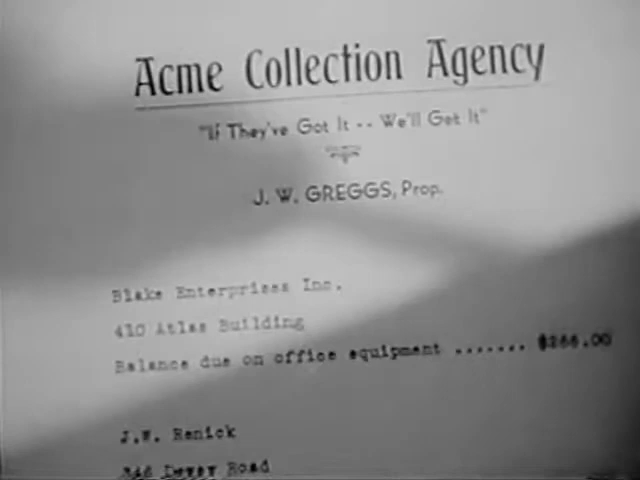 Acme Collection Agency
"If They've Got It -- We'll Get It"
J. W. GREGGS, Prop.
Blake Enterprises Inc.
410 Atlas Building
Balance due on office equipment ....... $266.00
J.W. Renick
Dewey Road